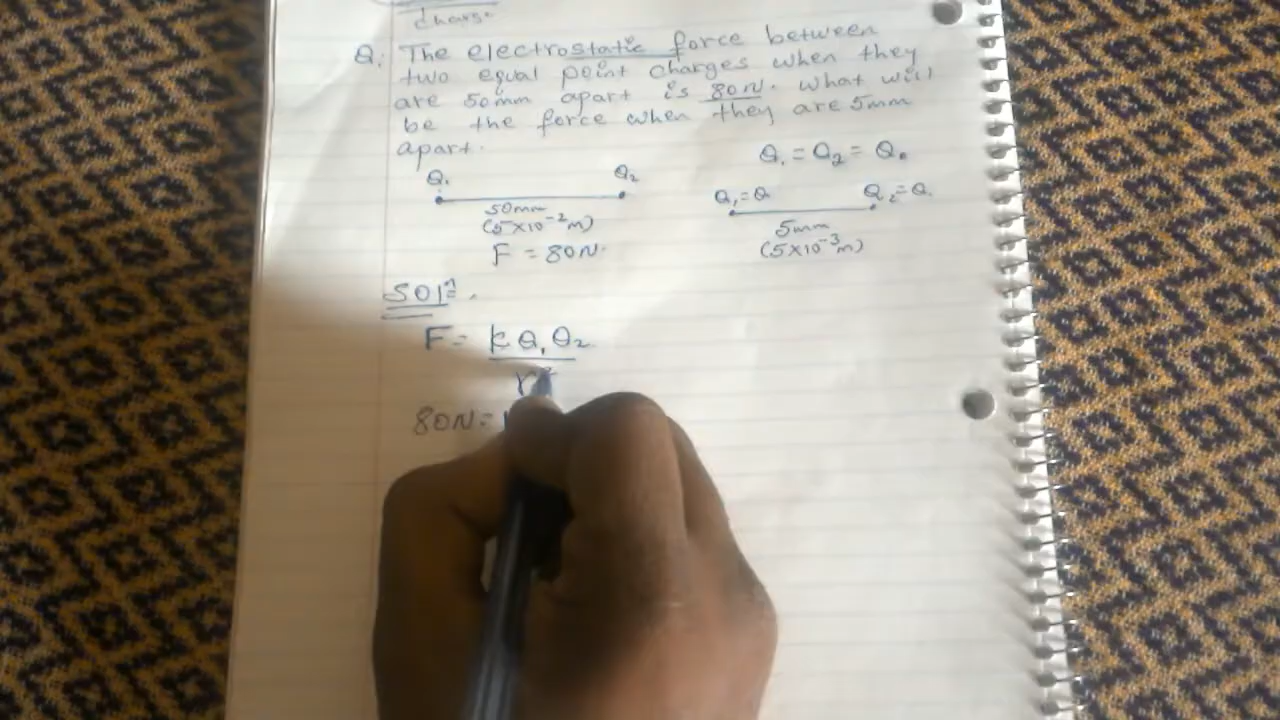 charge
Q: The electrostatic force between
two equal point charges when they
are 50mm apart is 80N. What will
be the force when they are 5mm
apart.
Q₁ = Q₂ = Q.
Q₁ Q₂
50mm
(5×10⁻²m)
F = 80N.
Q₁=Q Q₂=Q.
5mm
(5×10⁻³m)
SOLⁿ.
F = kQ₁Q₂
r²
80N=